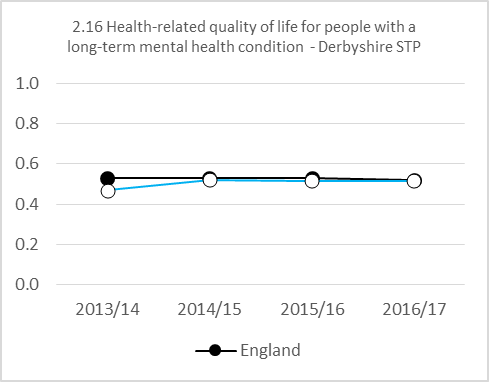 2.16 Health-related quality of life for people with a
long-term mental health condition - Derbyshire STP
1.0
0.8
0.6
0.4
0.2
0.0
2013/14 2014/15 2015/16 2016/17
England